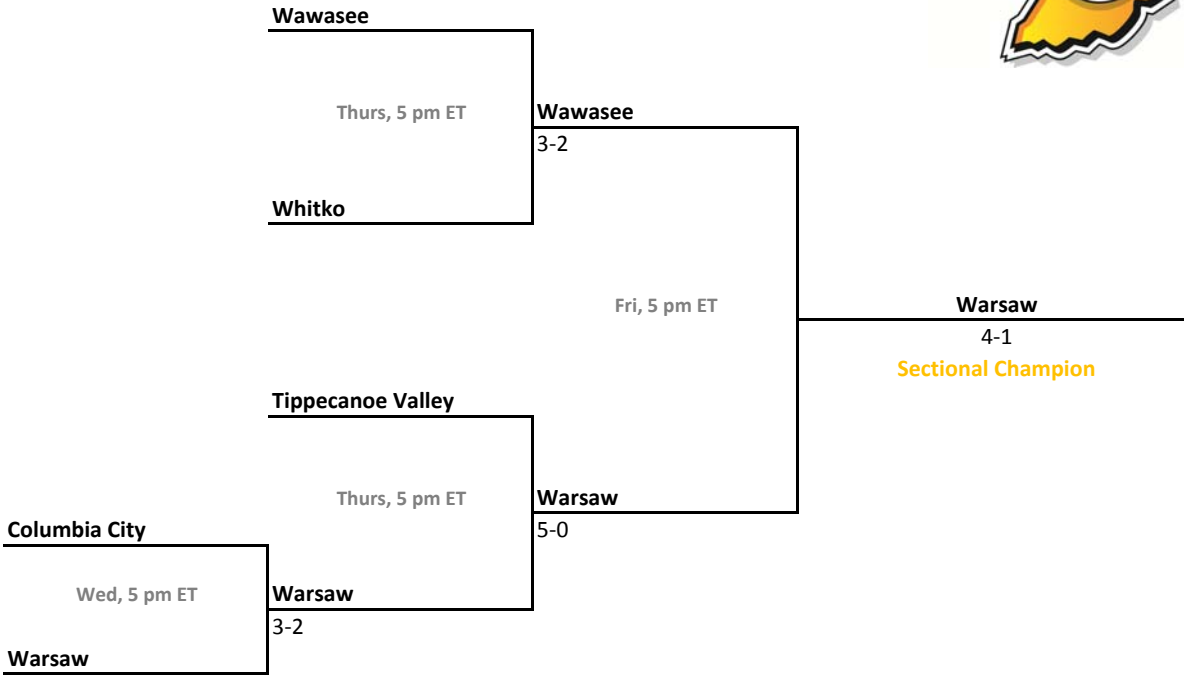 Wawasee
Thurs, 5 pm ET
Wawasee
3-2
Whitko
Fri, 5 pm ET
Warsaw
4-1
Sectional Champion
Tippecanoe Valley
Thurs, 5 pm ET
Warsaw
5-0
Columbia City
Wed, 5 pm ET
Warsaw
3-2
Warsaw